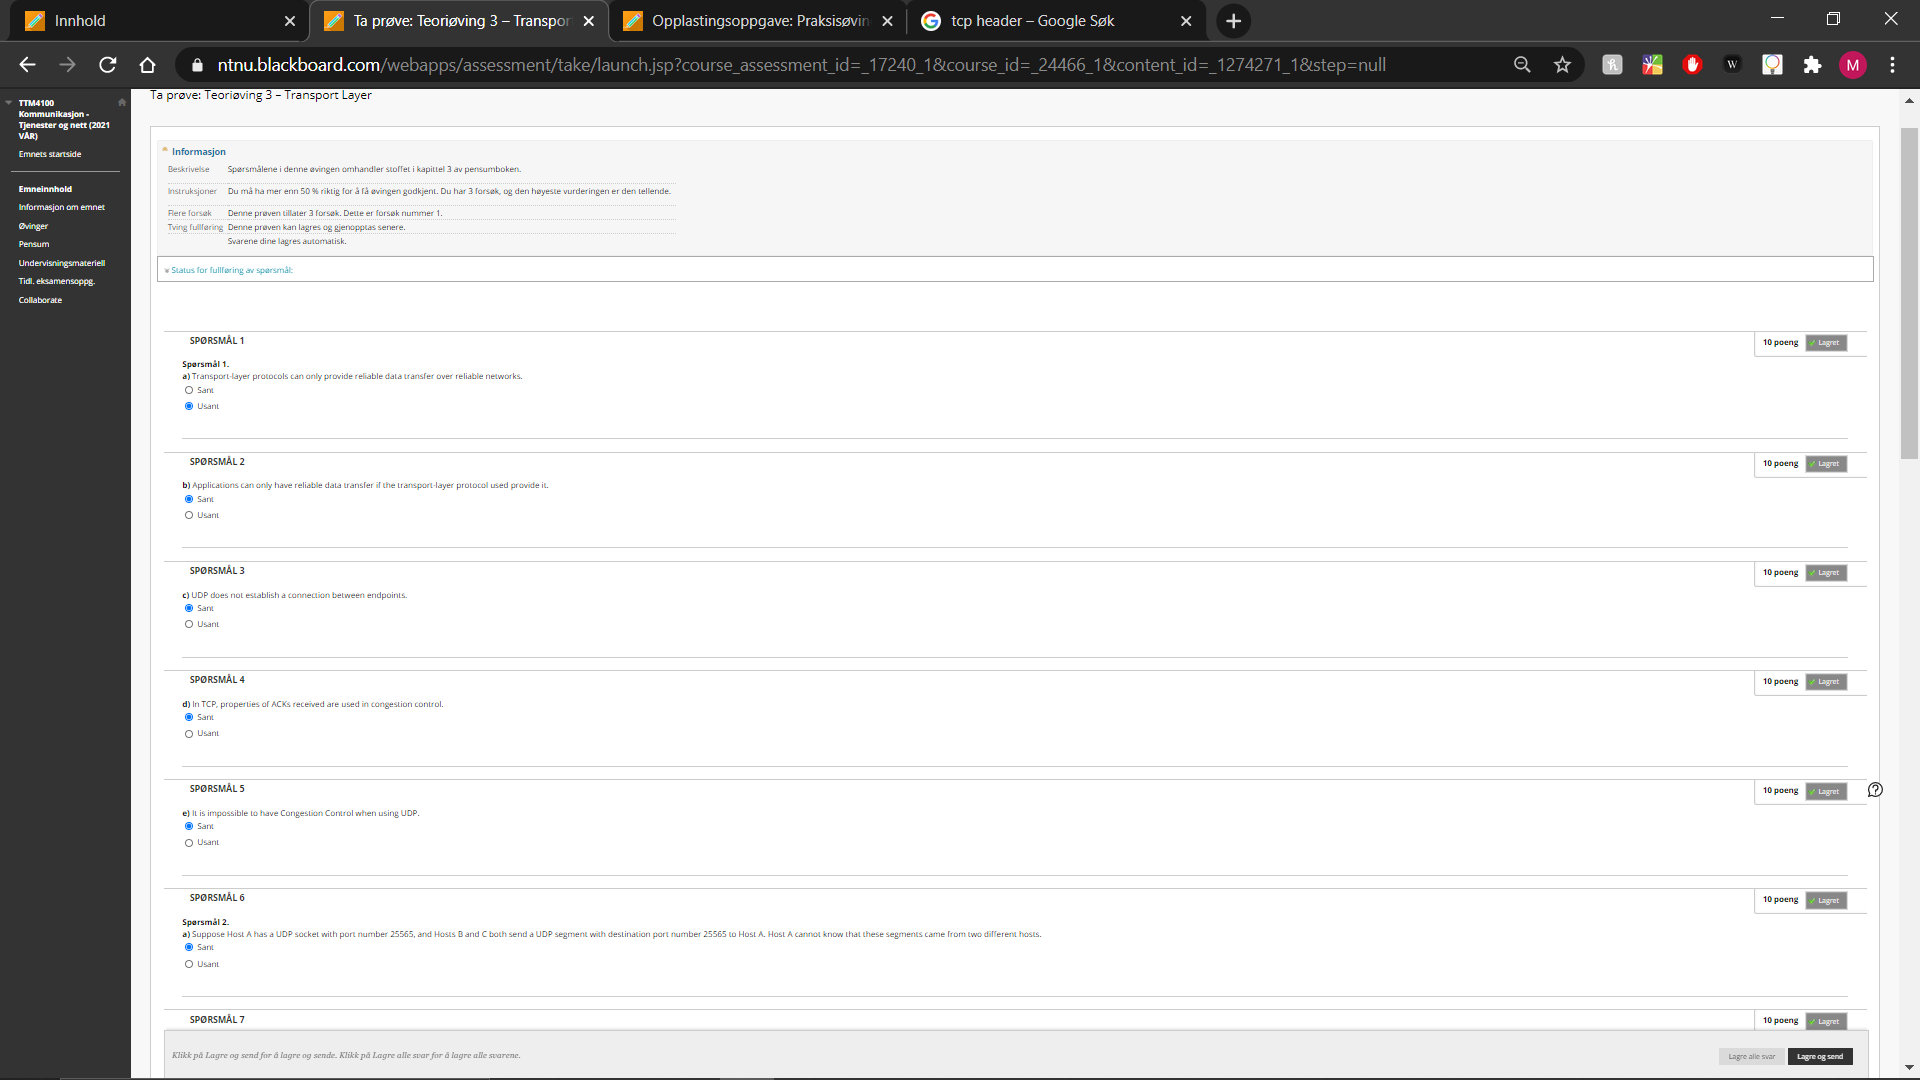 Innhold
Ta prøve: Teoriøving 3 – Transpor
Opplastingsoppgave: Praksisøvin
tcp header – Google Søk
ntnu.blackboard.com/webapps/assessment/take/launch.jsp?course_assessment_id=_17240_1&course_id=_24466_1&content_id=_1274271_1&step=null
W
M
TTM4100
Kommunikasjon -
Tjenester og nett (2021
VÅR)
Emnets startside
Emneinnhold
Informasjon om emnet
Øvinger
Pensum
Undervisningsmateriell
Tidl. eksamensoppg.
Collaborate
Ta prøve: Teoriøving 3 – Transport Layer
Informasjon
Beskrivelse Spørsmålene i denne øvingen omhandler stoffet i kapittel 3 av pensumboken.
Instruksjoner Du må ha mer enn 50 % riktig for å få øvingen godkjent. Du har 3 forsøk, og den høyeste vurderingen er den tellende.
Flere forsøk Denne prøven tillater 3 forsøk. Dette er forsøk nummer 1.
Tving fullføring Denne prøven kan lagres og gjenopptas senere.
Svarene dine lagres automatisk.
Status for fullføring av spørsmål:
SPØRSMÅL 1
10 poeng Lagret
Spørsmål 1.
a) Transport-layer protocols can only provide reliable data transfer over reliable networks.
Sant
Usant
SPØRSMÅL 2
10 poeng Lagret
b) Applications can only have reliable data transfer if the transport-layer protocol used provide it.
Sant
Usant
SPØRSMÅL 3
10 poeng Lagret
c) UDP does not establish a connection between endpoints.
Sant
Usant
SPØRSMÅL 4
10 poeng Lagret
d) In TCP, properties of ACKs received are used in congestion control.
Sant
Usant
SPØRSMÅL 5
10 poeng Lagret
e) It is impossible to have Congestion Control when using UDP.
Sant
Usant
SPØRSMÅL 6
10 poeng Lagret
Spørsmål 2.
a) Suppose Host A has a UDP socket with port number 25565, and Hosts B and C both send a UDP segment with destination port number 25565 to Host A. Host A cannot know that these segments came from two different hosts.
Sant
Usant
SPØRSMÅL 7
10 poeng Lagret
Klikk på Lagre og send for å lagre og sende. Klikk på Lagre alle svar for å lagre alle svarene.
Lagre alle svar Lagre og send